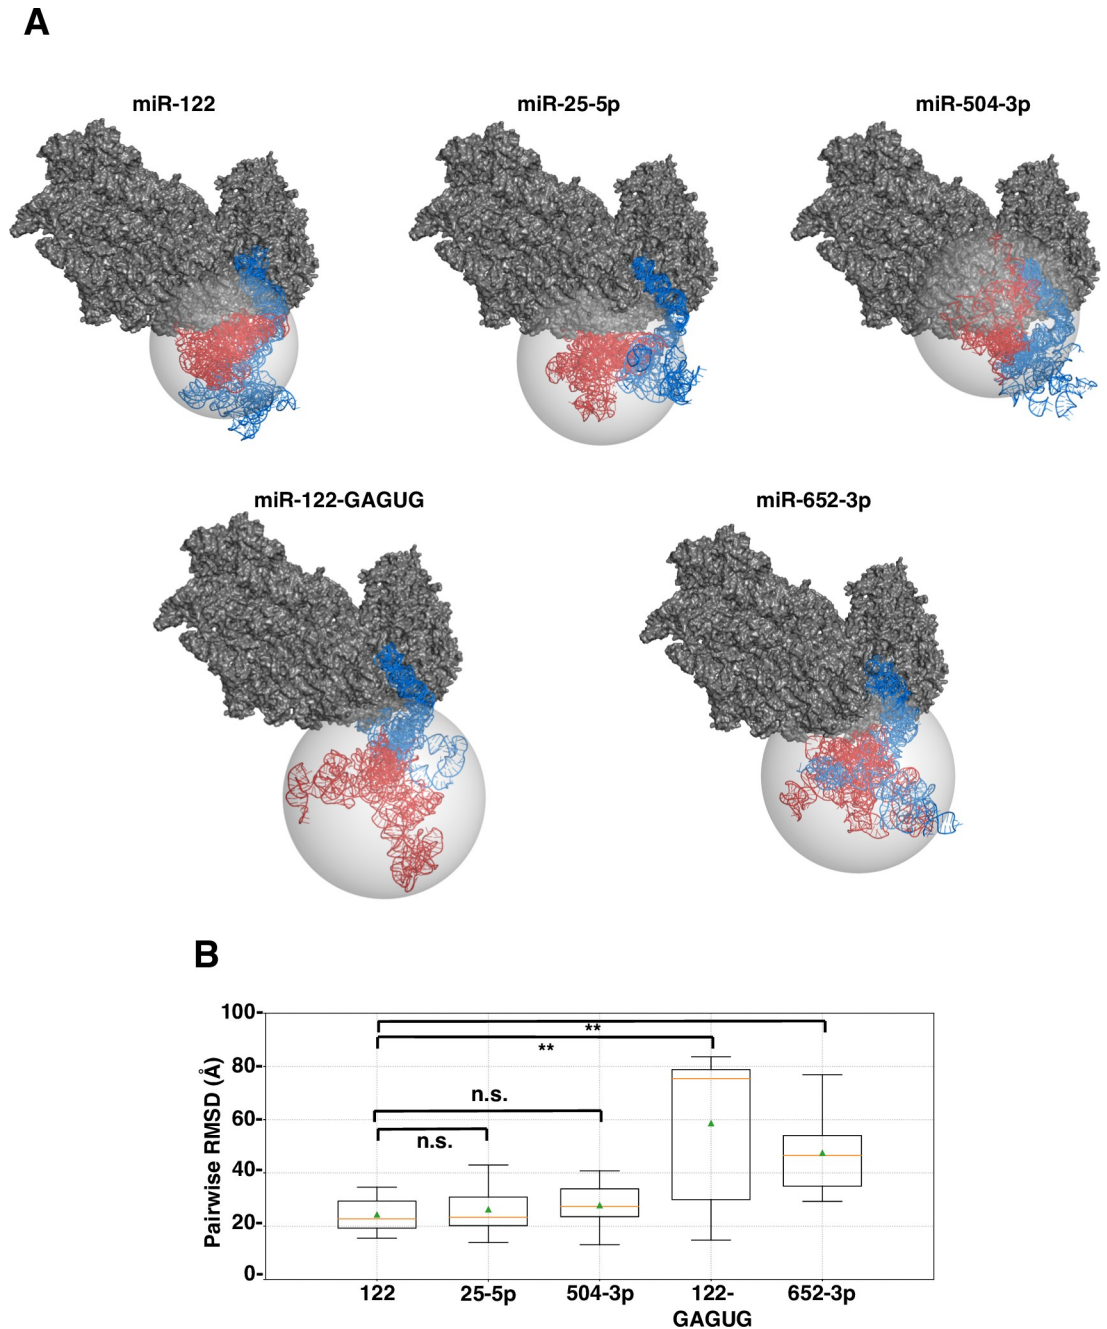 A
miR-122
miR-25-5p
miR-504-3p
miR-122-GAGUG
miR-652-3p
B
Pairwise RMSD (Å)
100-
80-
60-
40-
20-
0-
**
**
n.s.
n.s.
122
25-5p
504-3p
122-
GAGUG
652-3p